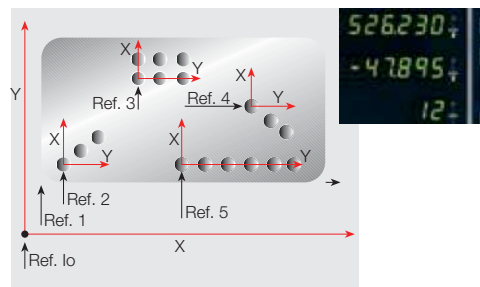 526.230
-47.895
12
X
Y
Ref. 3
X
Ref. 4
Y
Y
X
Y
Ref. 2
Ref. 1
X
Y
Ref. 5
X
Ref. Io